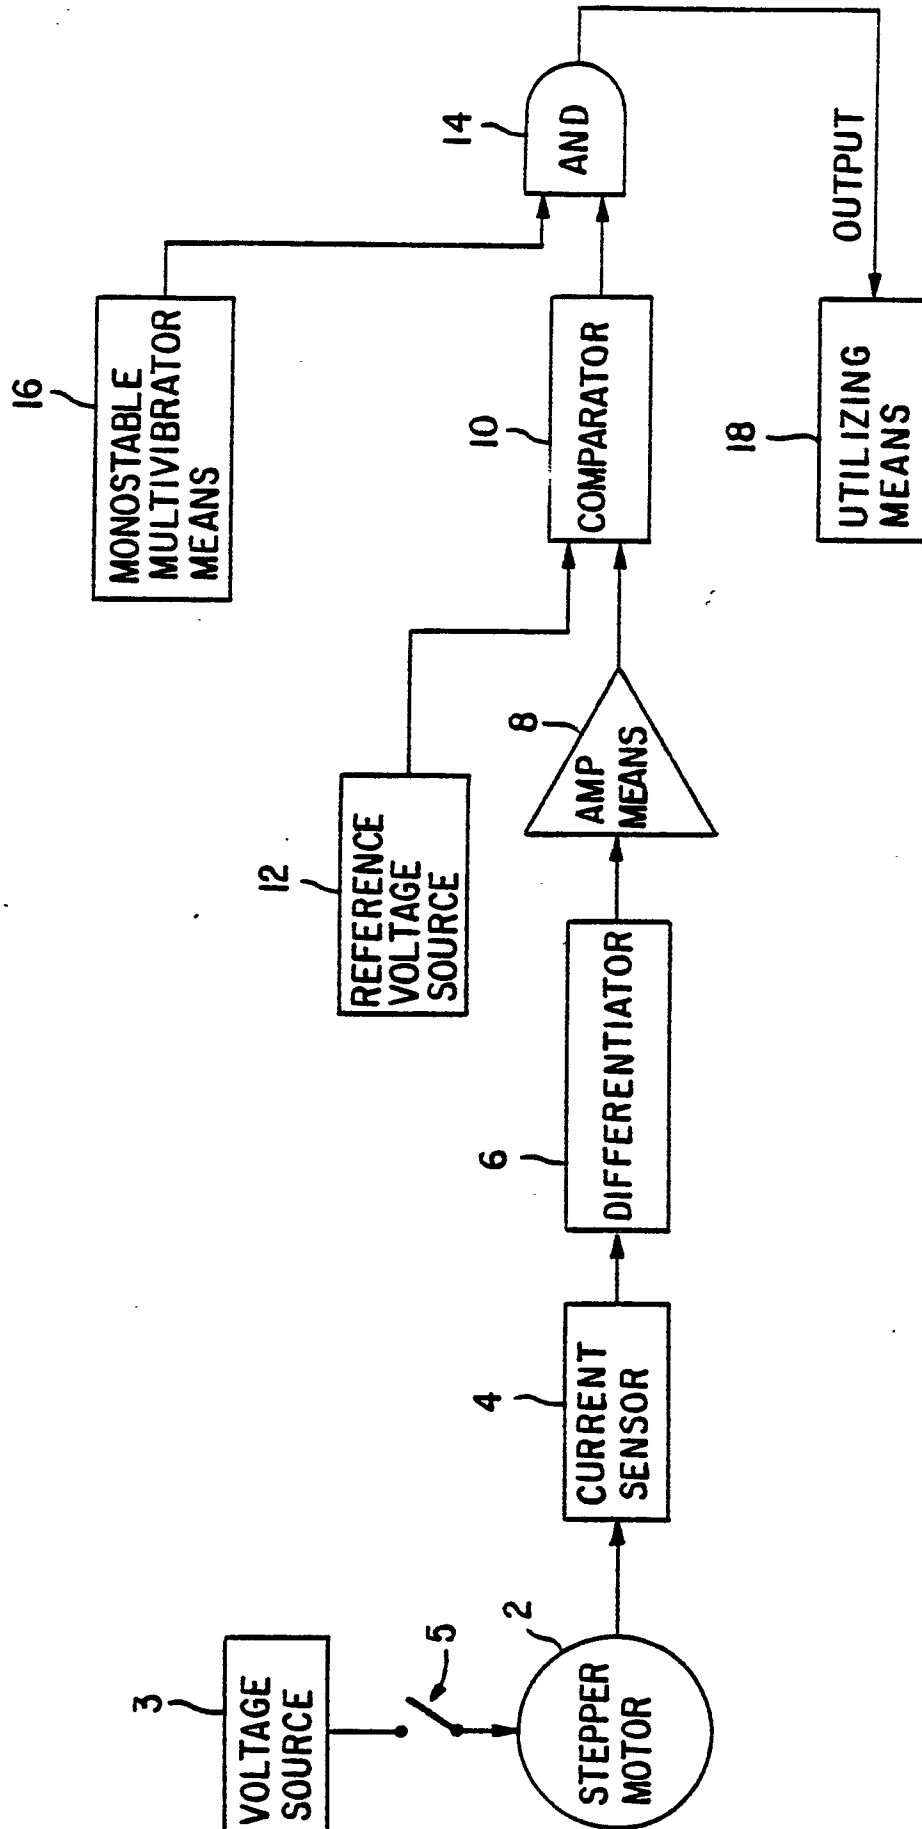 16
MONOSTABLE
MULTIVIBRATOR
MEANS
14
AND
12
REFERENCE
VOLTAGE
SOURCE
10
COMPARATOR
OUTPUT
3
VOLTAGE
SOURCE
5
2
STEPPER
MOTOR
4
CURRENT
SENSOR
6
DIFFERENTIATOR
8
AMP
MEANS
18
UTILIZING
MEANS